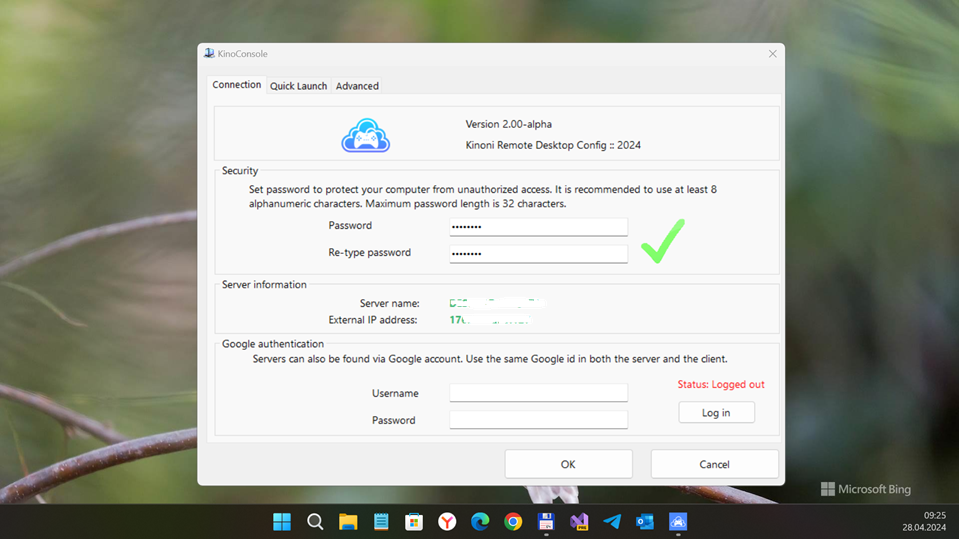 KinoConsole
Connection Quick Launch Advanced
Version 2.00-alpha
Kinoni Remote Desktop Config :: 2024
Security
Set password to protect your computer from unauthorized access. It is recommended to use at least 8
alphanumeric characters. Maximum password length is 32 characters.
Password ••••••••
Re-type password ••••••••
Server information
Server name:
External IP address:
Google authentication
Servers can also be found via Google account. Use the same Google id in both the server and the client.
Status: Logged out
Username
Log in
Password
OK Cancel
Microsoft Bing
09:25
28.04.2024